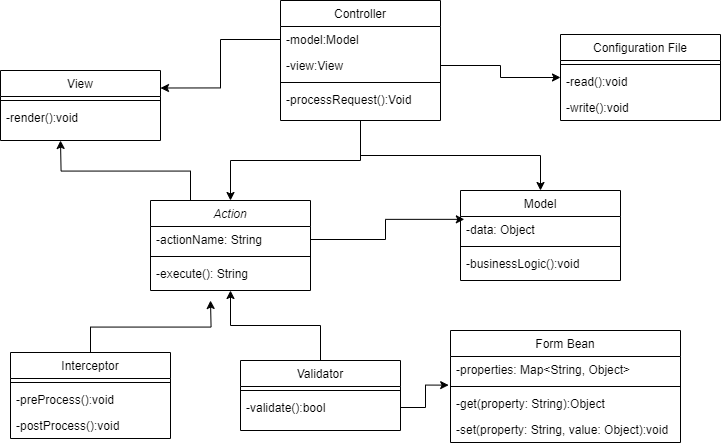 Controller
-model:Model
-view:View
-processRequest():Void
Configuration File
-read():void
-write():void
View
-render():void
Action
-actionName: String
-execute(): String
Model
-data: Object
-businessLogic():void
Interceptor
-preProcess():void
-postProcess():void
Validator
-validate():bool
Form Bean
-properties: Map<String, Object>
-get(property: String):Object
-set(property: String, value: Object):void